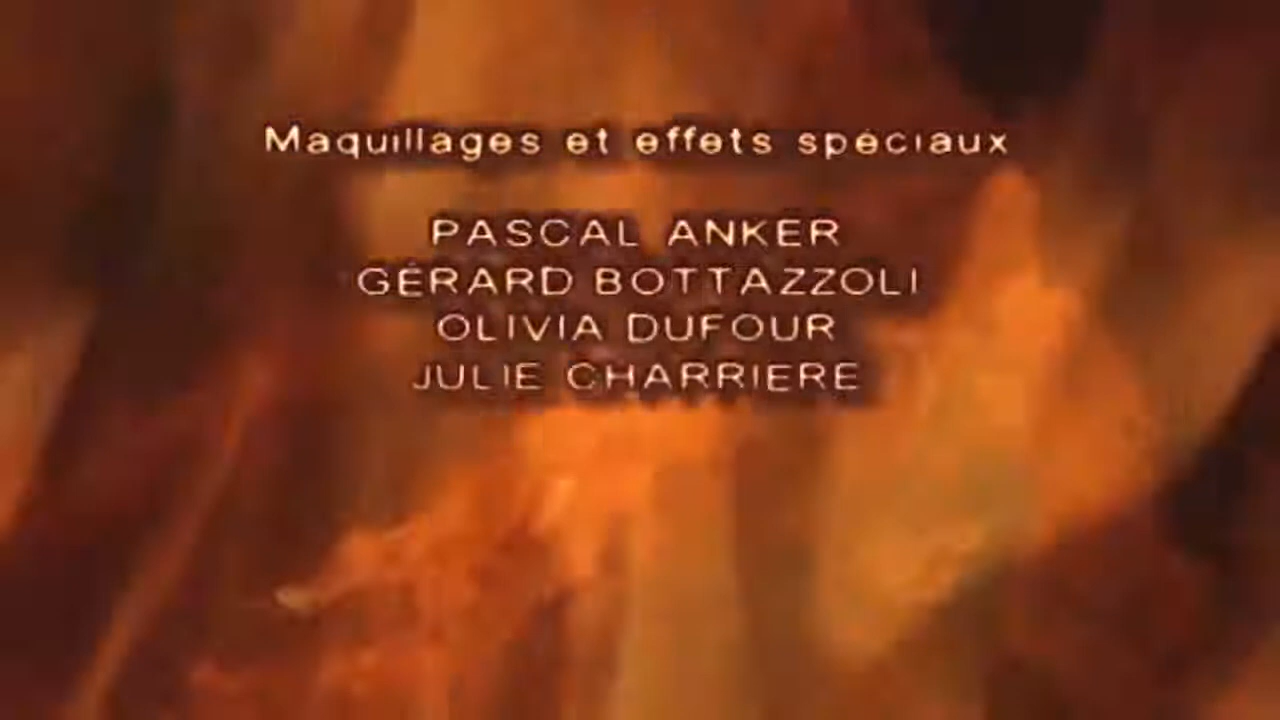 Maquillages et effets spéciaux
PASCAL ANKER
GÉRARD BOTTAZZOLI
OLIVIA DUFOUR
JULIE CHARRIERE